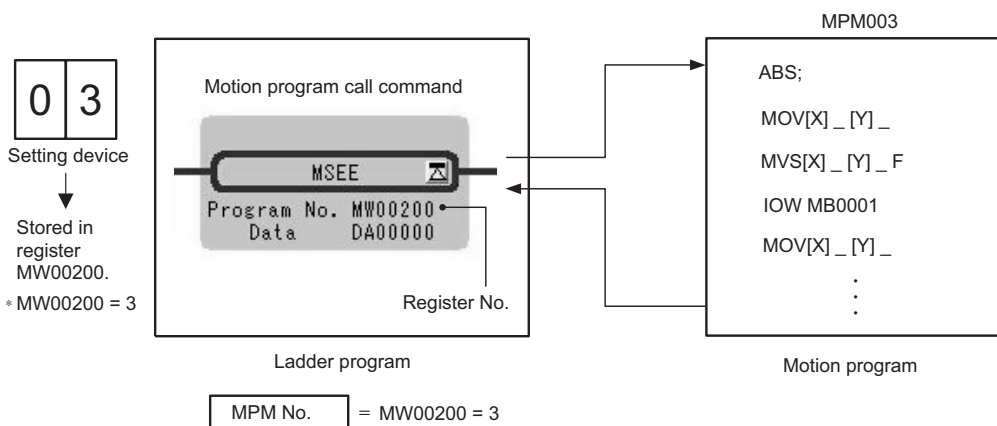 MPM003
0 3
Setting device
Stored in
register
MW00200.
* MW00200 = 3
Motion program call command
MSEE
Program No. MW00200
Data DA00000
Register No.
Ladder program
ABS;
MOV[X] _ [Y] _
MVS[X] _ [Y] _ F
IOW MB0001
MOV[X] _ [Y] _
Motion program
MPM No. = MW00200 = 3